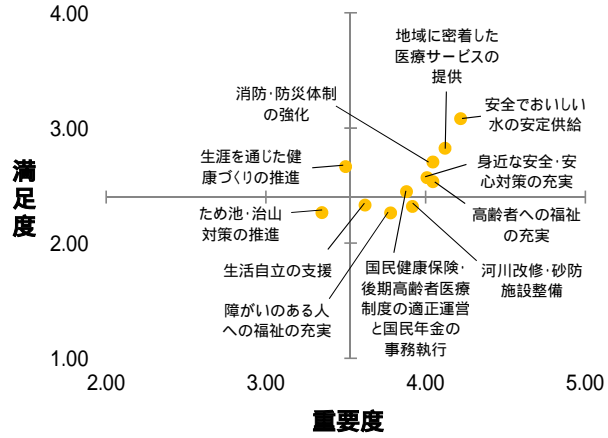 4.00
3.00
2.00
1.00
2.00
3.00
4.00
5.00
満足度
重要度
地域に密着した
医療サービスの
提供
消防・防災体制
の強化
安全でおいしい
水の安定供給
生涯を通じた健
康づくりの推進
身近な安全・安
心対策の充実
ため池・治山
対策の推進
高齢者への福祉
の充実
生活自立の支援
国民健康保険・
後期高齢者医療
制度の適正運営
と国民年金の
事務執行
河川改修・砂防
施設整備
障がいのある人
への福祉の充実